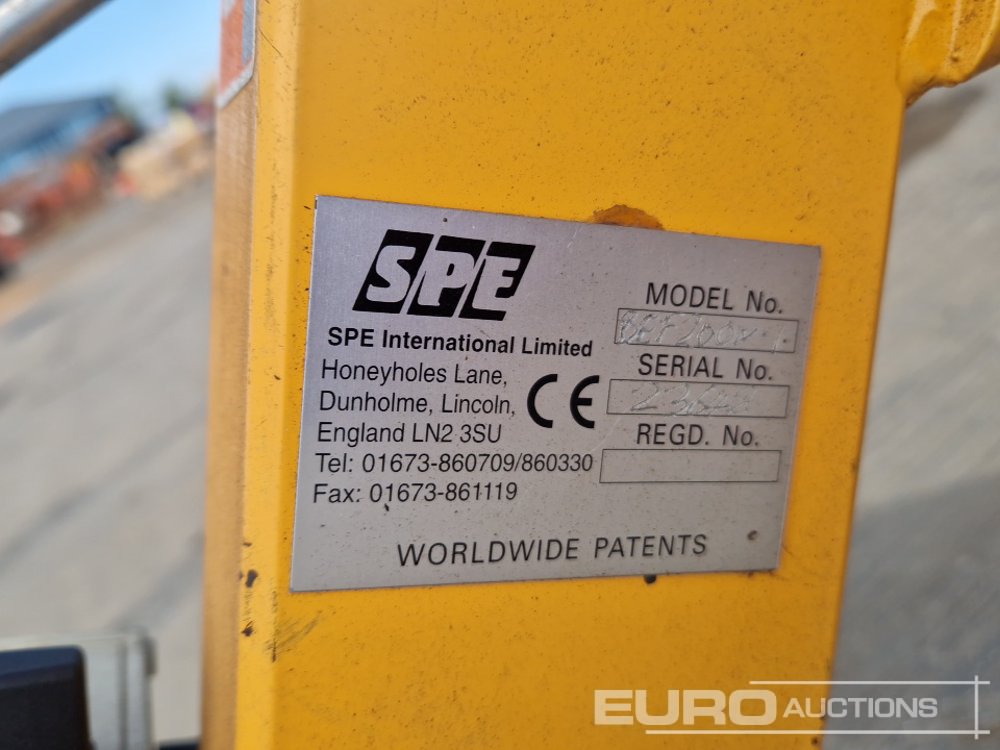 SPE
SPE International Limited
Honeyholes Lane,
Dunholme, Lincoln,
England LN2 3SU
Tel: 01673-860709/860330
Fax: 01673-861119
CE
MODEL No.
SERIAL No.
REGD. No.
WORLDWIDE PATENTS
EURO AUCTIONS